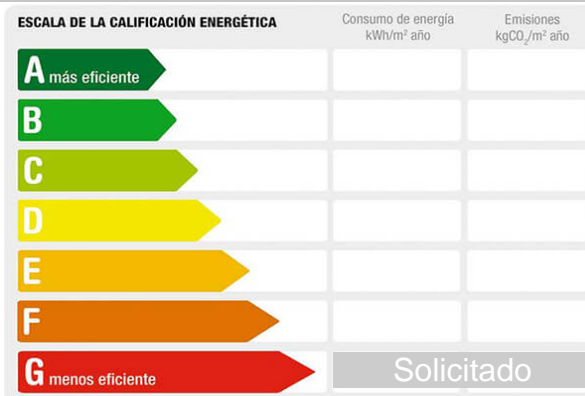 ESCALA DE LA CALIFICACIÓN ENERGÉTICA
Consumo de energía
kWh/m² año
Emisiones
kgCO₂/m² año
A más eficiente
B
C
D
E
F
G menos eficiente
Solicitado